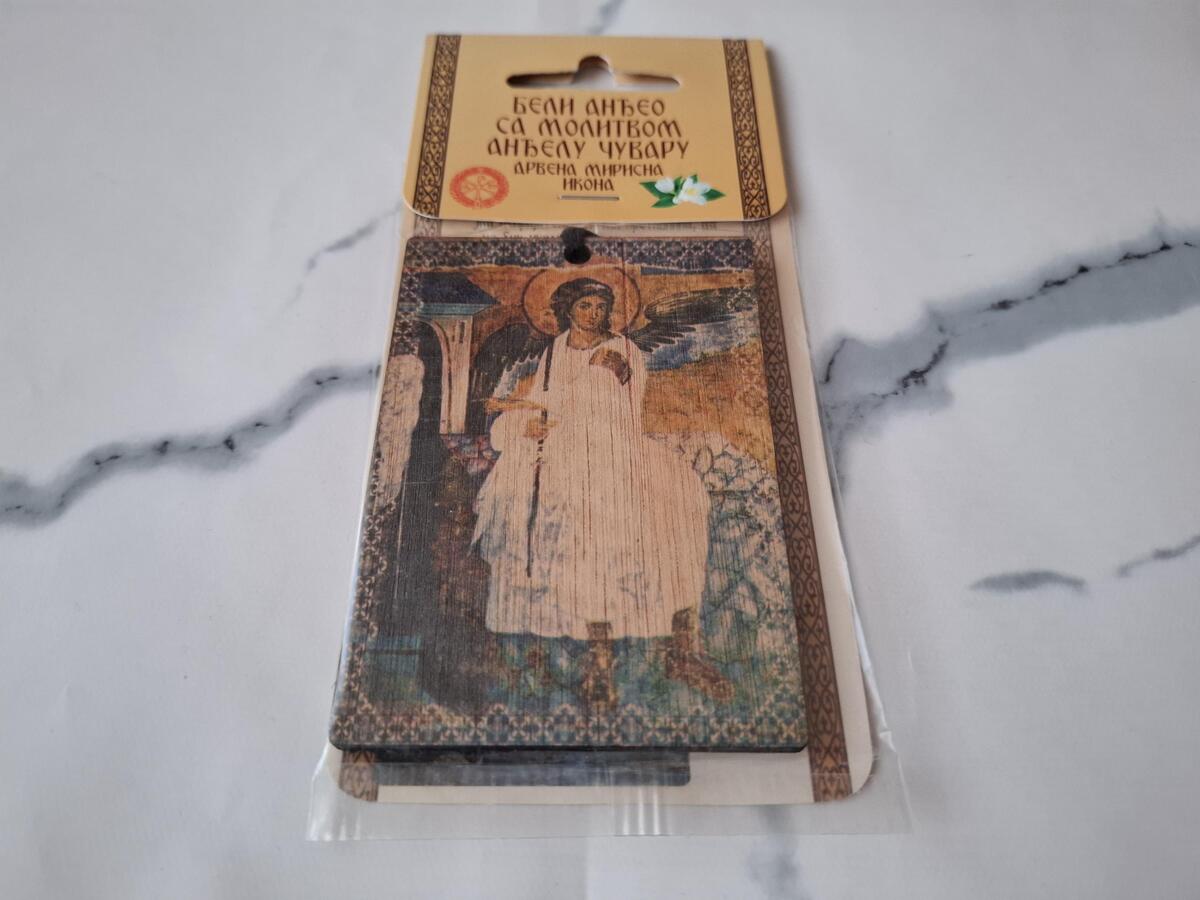 БЕЛИ АНЂЕО
СА МОЛИТВОМ
АНЂЕЛУ ЧУВАРУ
ДРВЕНА МИРИСНА
ИКОНА